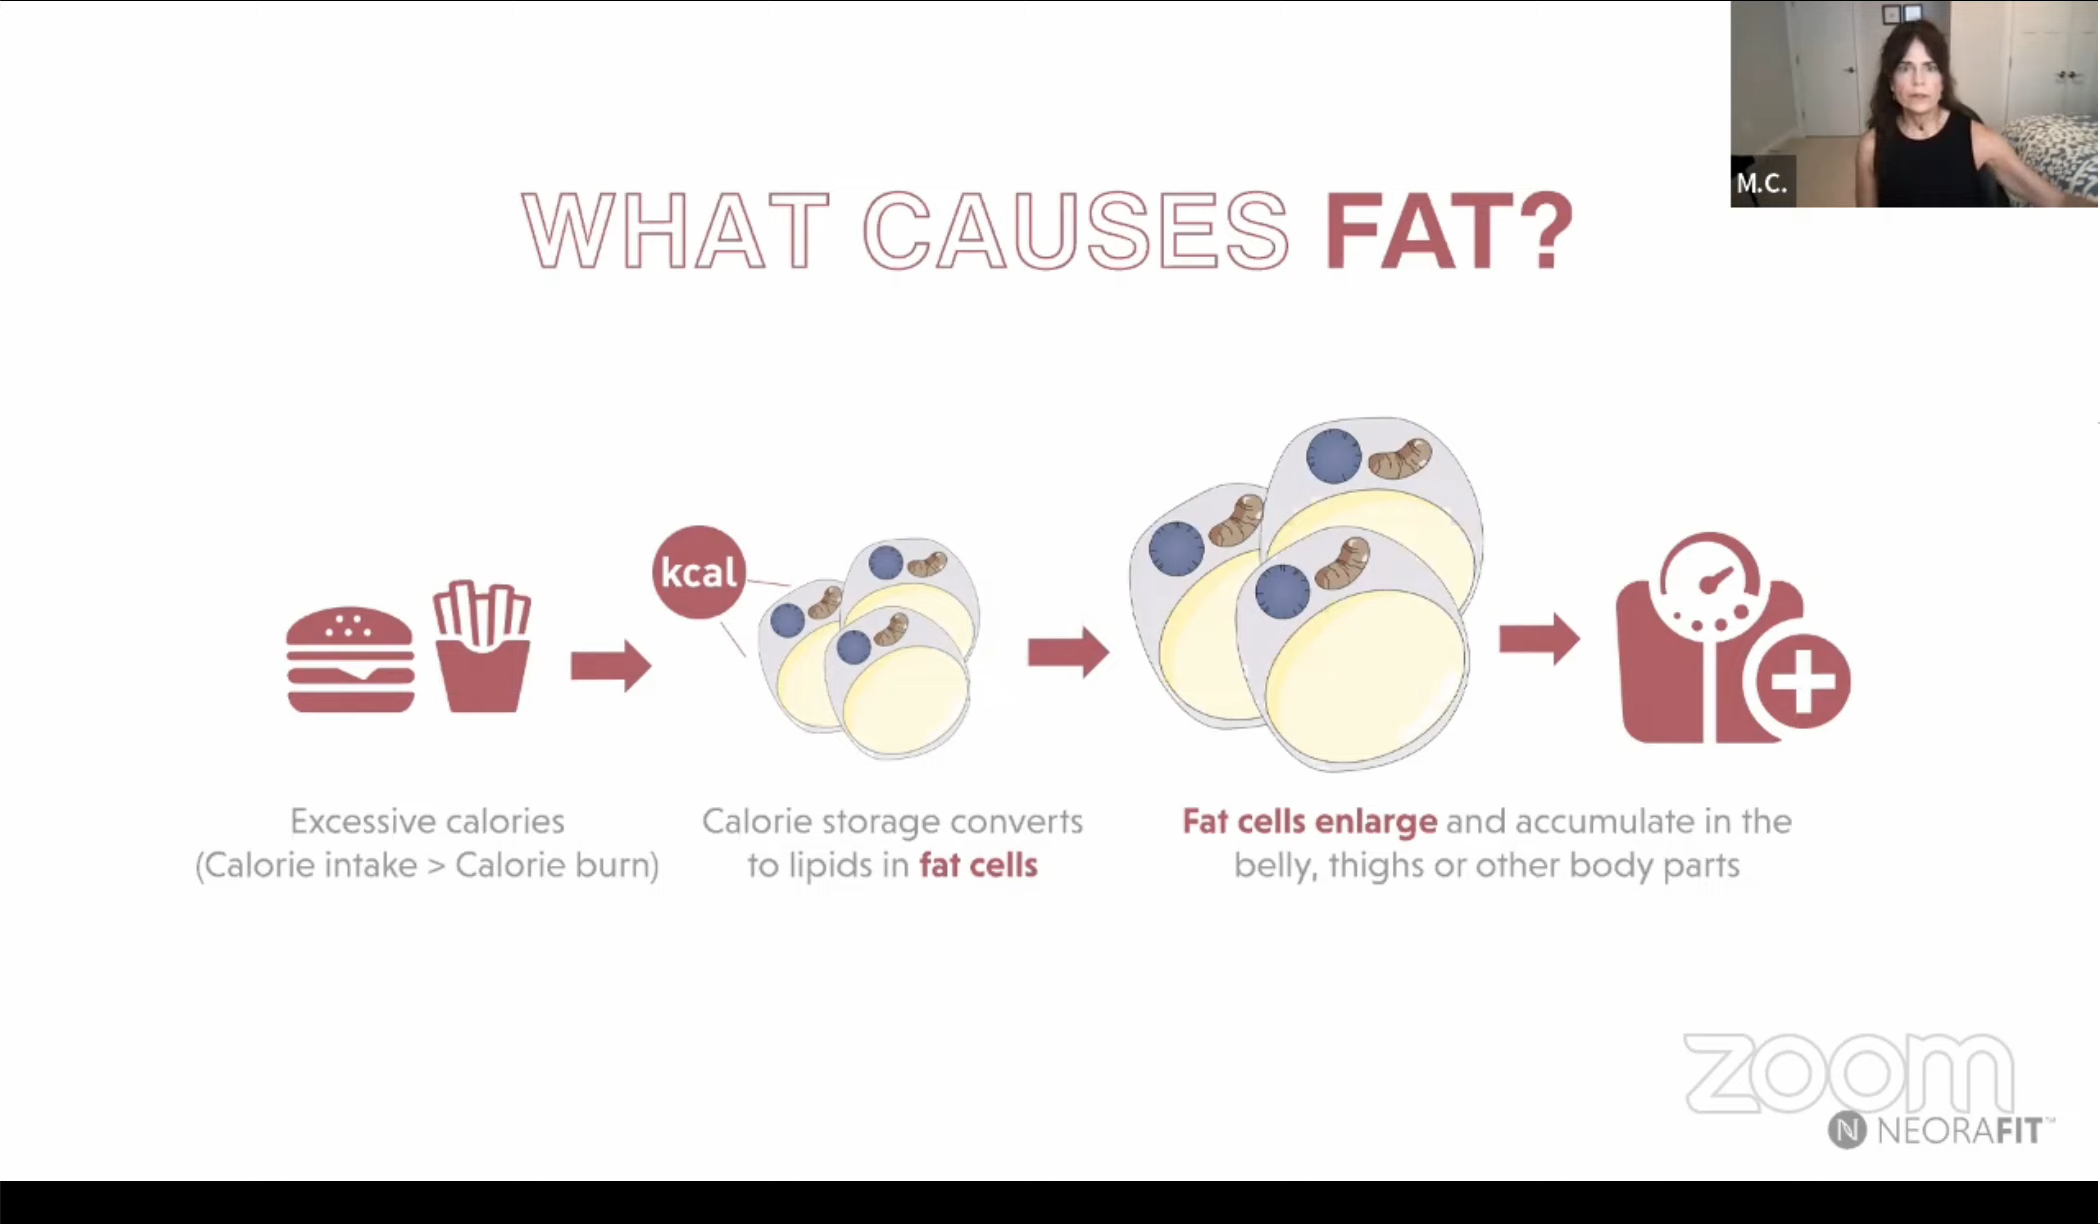 M.C.
WHAT CAUSES FAT?
kcal
Excessive calories
(Calorie intake > Calorie burn)
Calorie storage converts
to lipids in fat cells
Fat cells enlarge and accumulate in the
belly, thighs or other body parts
zoom
N NEORAFIT™